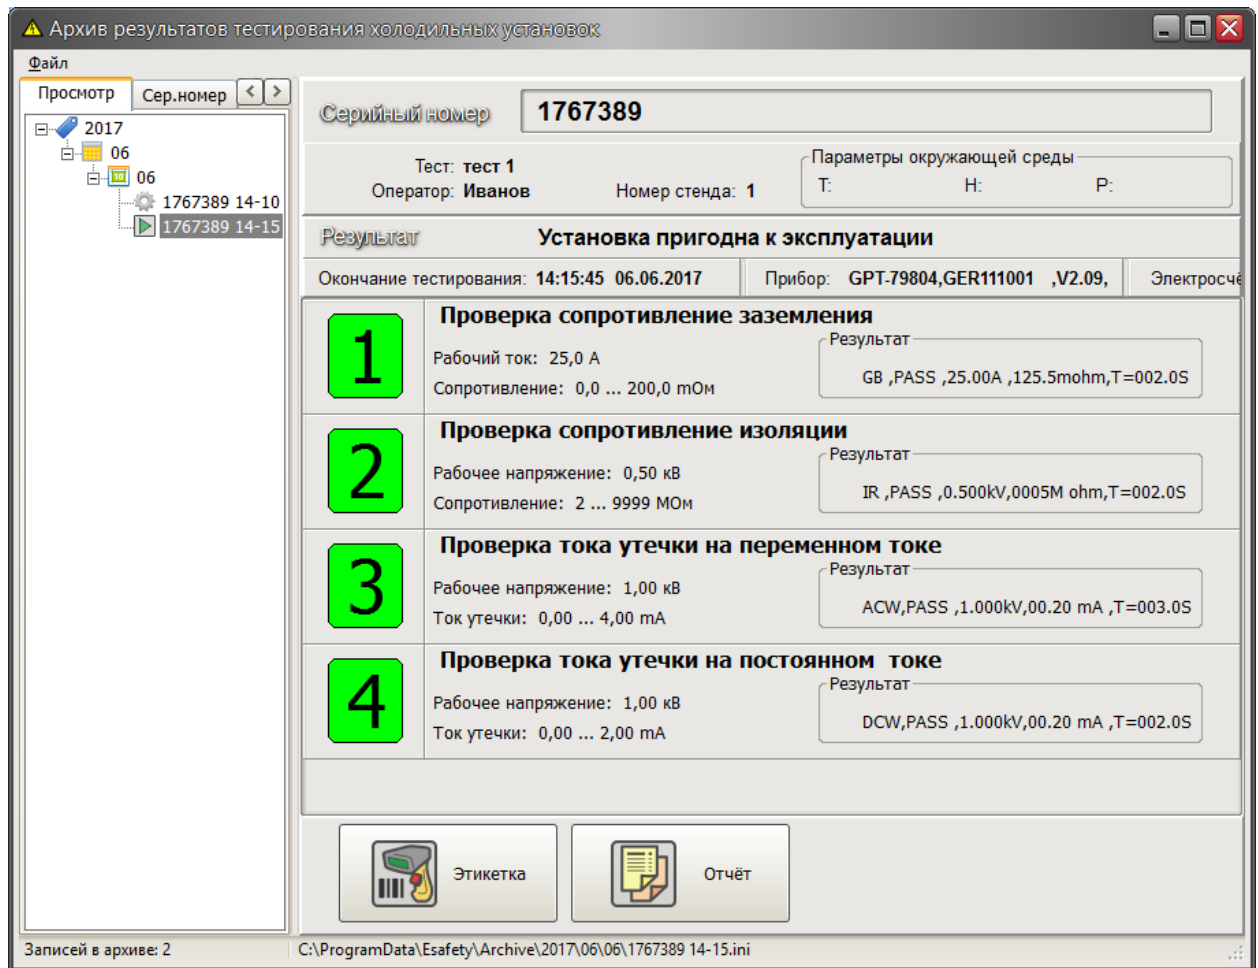 Архив результатов тестирования холодильных установок
Файл
Просмотр Сер.номер
2017
06
06
1767389 14-10
1767389 14-15
Серийный номер 1767389
Тест: тест 1
Оператор: Иванов Номер стенда: 1
Параметры окружающей среды
T: H: P:
Результат Установка пригодна к эксплуатации
Окончание тестирования: 14:15:45 06.06.2017 Прибор: GPT-79804,GER111001 ,V2.09, Электросчё
1 Проверка сопротивление заземления
Рабочий ток: 25,0 А
Сопротивление: 0,0 ... 200,0 mОм
Результат
GB ,PASS ,25.00A ,125.5mohm,T=002.0S
2 Проверка сопротивление изоляции
Рабочее напряжение: 0,50 кВ
Сопротивление: 2 ... 9999 МОм
Результат
IR ,PASS ,0.500kV,0005M ohm,T=002.0S
3 Проверка тока утечки на переменном токе
Рабочее напряжение: 1,00 кВ
Ток утечки: 0,00 ... 4,00 mA
Результат
ACW,PASS ,1.000kV,00.20 mA ,T=003.0S
4 Проверка тока утечки на постоянном токе
Рабочее напряжение: 1,00 кВ
Ток утечки: 0,00 ... 2,00 mA
Результат
DCW,PASS ,1.000kV,00.20 mA ,T=002.0S
Этикетка Отчёт
Записей в архиве: 2 C:\ProgramData\Esafety\Archive\2017\06\06\1767389 14-15.ini